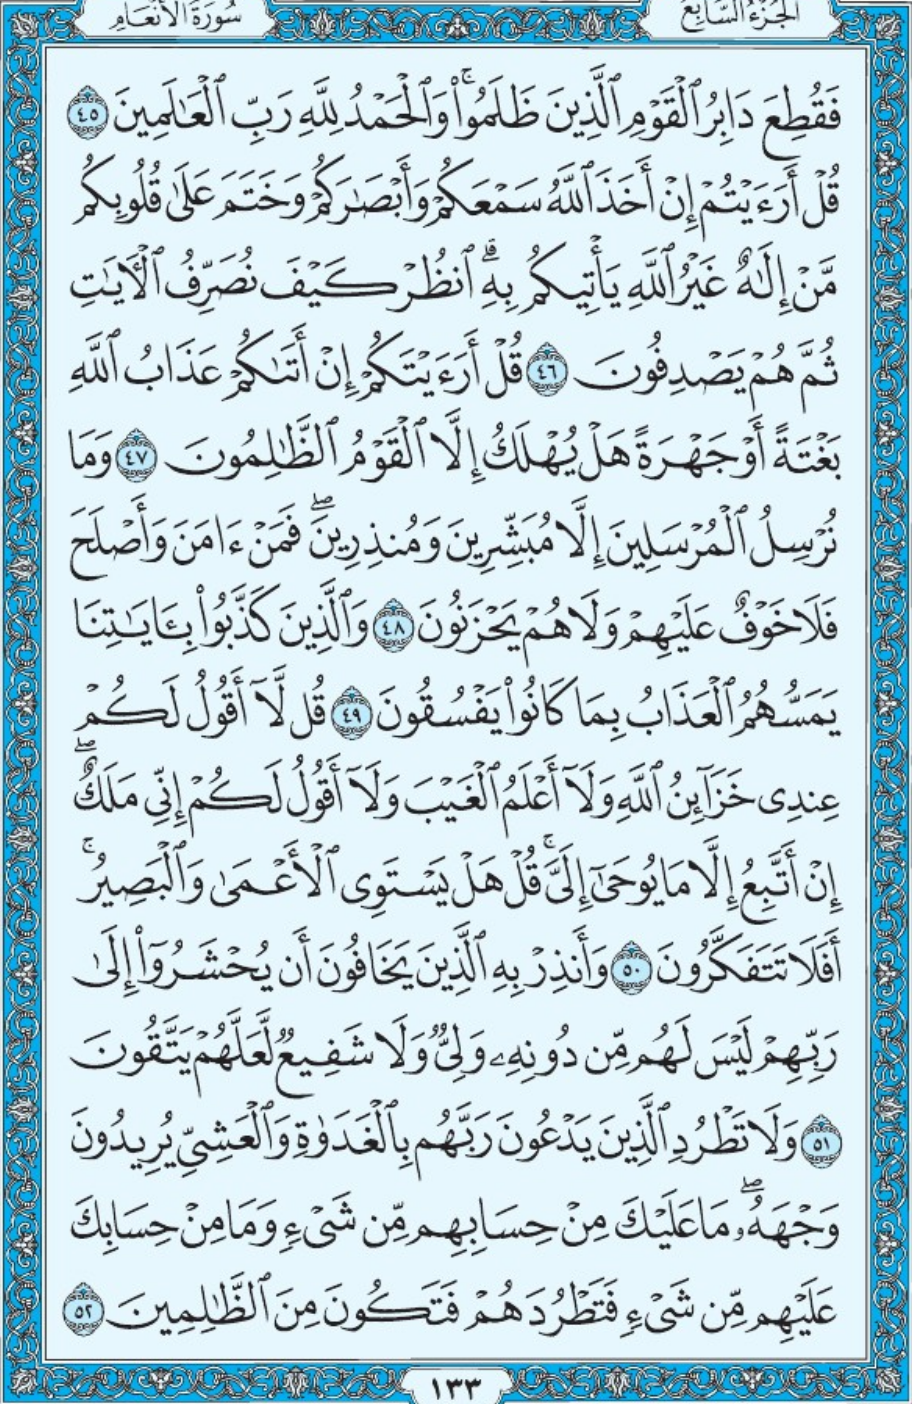 سُورَةُ الأَنْعَامِ
الجُزْءُ السَّابِعُ
فَقُطِعَ دَابِرُ ٱلْقَوْمِ ٱلَّذِينَ ظَلَمُوا۟ ۚ وَٱلْحَمْدُ لِلَّهِ رَبِّ ٱلْعَٰلَمِينَ ٤٥
قُلْ أَرَءَيْتُمْ إِنْ أَخَذَ ٱللَّهُ سَمْعَكُمْ وَأَبْصَٰرَكُمْ وَخَتَمَ عَلَىٰ قُلُوبِكُم
مَّنْ إِلَٰهٌ غَيْرُ ٱللَّهِ يَأْتِيكُم بِهِ ۗ ٱنظُرْ كَيْفَ نُصَرِّفُ ٱلْءَايَٰتِ
ثُمَّ هُمْ يَصْدِفُونَ ٤٦ قُلْ أَرَءَيْتَكُمْ إِنْ أَتَىٰكُمْ عَذَابُ ٱللَّهِ
بَغْتَةً أَوْ جَهْرَةً هَلْ يُهْلَكُ إِلَّا ٱلْقَوْمُ ٱلظَّٰلِمُونَ ٤٧ وَمَا
نُرْسِلُ ٱلْمُرْسَلِينَ إِلَّا مُبَشِّرِينَ وَمُنذِرِينَ ۖ فَمَنْ ءَامَنَ وَأَصْلَحَ
فَلَا خَوْفٌ عَلَيْهِمْ وَلَا هُمْ يَحْزَنُونَ ٤٨ وَٱلَّذِينَ كَذَّبُوا۟ بِـَٔايَٰتِنَا
يَمَسُّهُمُ ٱلْعَذَابُ بِمَا كَانُوا۟ يَفْسُقُونَ ٤٩ قُل لَّآ أَقُولُ لَكُمْ
عِندِى خَزَآئِنُ ٱللَّهِ وَلَآ أَعْلَمُ ٱلْغَيْبَ وَلَآ أَقُولُ لَكُمْ إِنِّى مَلَكٌ ۖ
إِنْ أَتَّبِعُ إِلَّا مَا يُوحَىٰٓ إِلَىَّ ۚ قُلْ هَلْ يَسْتَوِى ٱلْأَعْمَىٰ وَٱلْبَصِيرُ ۚ
أَفَلَا تَتَفَكَّرُونَ ٥٠ وَأَنذِرْ بِهِ ٱلَّذِينَ يَخَافُونَ أَن يُحْشَرُوٓا۟ إِلَىٰ
رَبِّهِمْ لَيْسَ لَهُم مِّن دُونِهِۦ وَلِىٌّ وَلَا شَفِيعٌ لَّعَلَّهُمْ يَتَّقُونَ
٥١ وَلَا تَطْرُدِ ٱلَّذِينَ يَدْعُونَ رَبَّهُم بِٱلْغَدَوٰةِ وَٱلْعَشِىِّ يُرِيدُونَ
وَجْهَهُۥ ۖ مَا عَلَيْكَ مِنْ حِسَابِهِم مِّن شَىْءٍ وَمَا مِنْ حِسَابِكَ
عَلَيْهِم مِّن شَىْءٍ فَتَطْرُدَهُمْ فَتَكُونَ مِنَ ٱلظَّٰلِمِينَ ٥٢
١٣٣